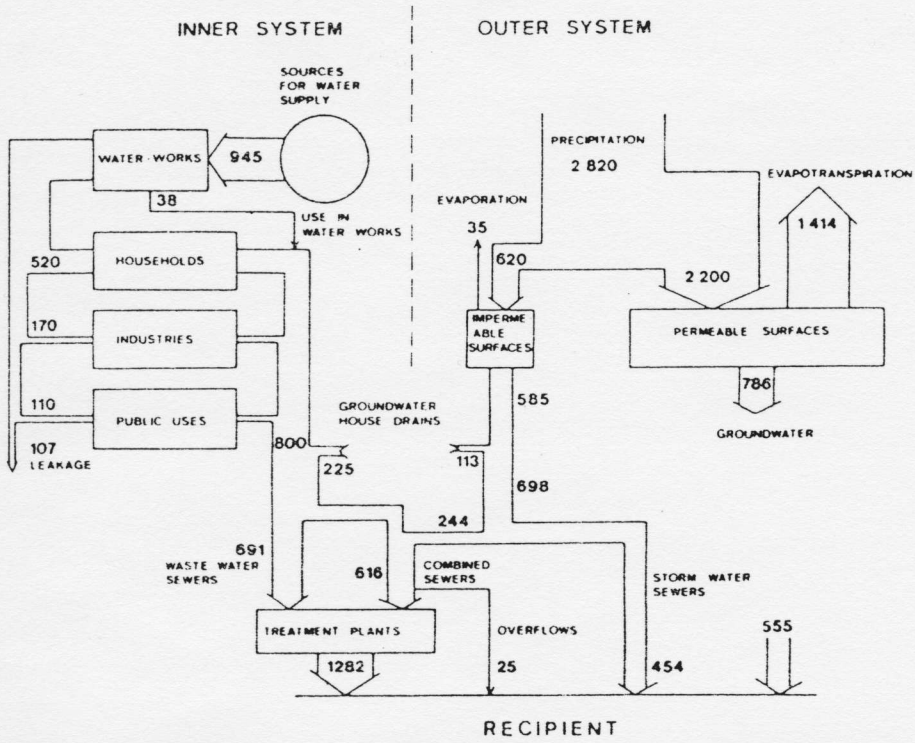 INNER SYSTEM
OUTER SYSTEM
SOURCES
FOR WATER
SUPPLY
WATER-WORKS
945
38
USE IN
WATER WORKS
520
HOUSEHOLDS
170
INDUSTRIES
110
PUBLIC USES
107
LEAKAGE
800
PRECIPITATION
2 820
EVAPOTRANSPIRATION
1 414
EVAPORATION
35
620
2 200
IMPERME
ABLE
SURFACES
PERMEABLE SURFACES
786
GROUNDWATER
585
GROUNDWATER
HOUSE DRAINS
225
113
698
244
691
WASTE WATER
SEWERS
616
COMBINED
SEWERS
STORM WATER
SEWERS
TREATMENT PLANTS
OVERFLOWS
555
1282
25
454
RECIPIENT